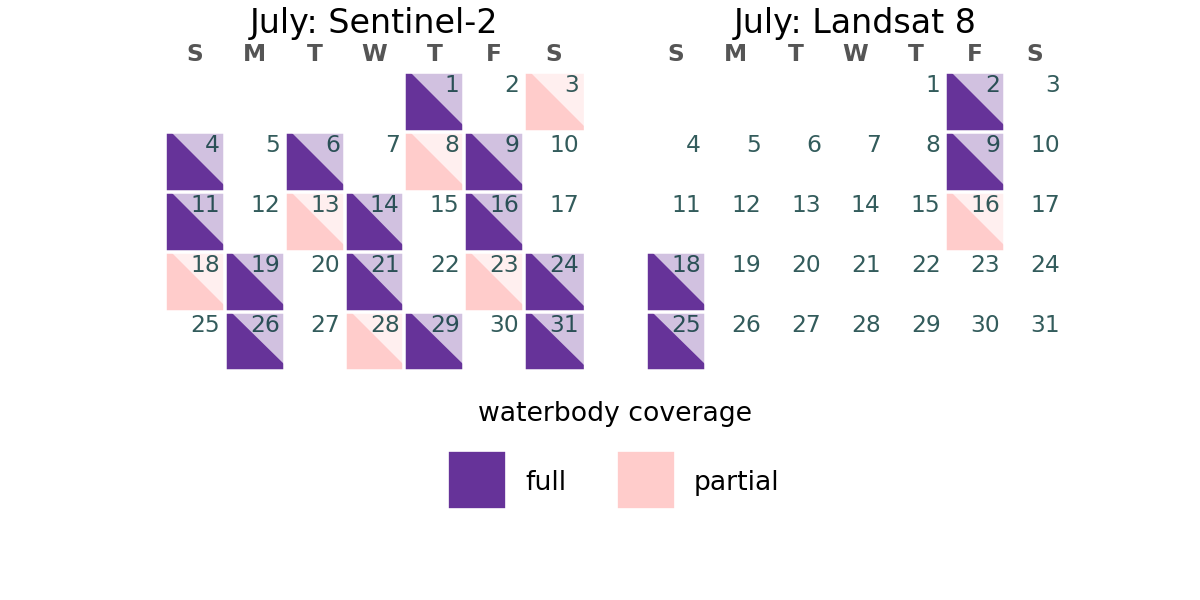 July: Sentinel-2
S M T W T F S
1 2 3
4 5 6 7 8 9 10
11 12 13 14 15 16 17
18 19 20 21 22 23 24
25 26 27 28 29 30 31
July: Landsat 8
S M T W T F S
1 2 3
4 5 6 7 8 9 10
11 12 13 14 15 16 17
18 19 20 21 22 23 24
25 26 27 28 29 30 31
waterbody coverage
full partial